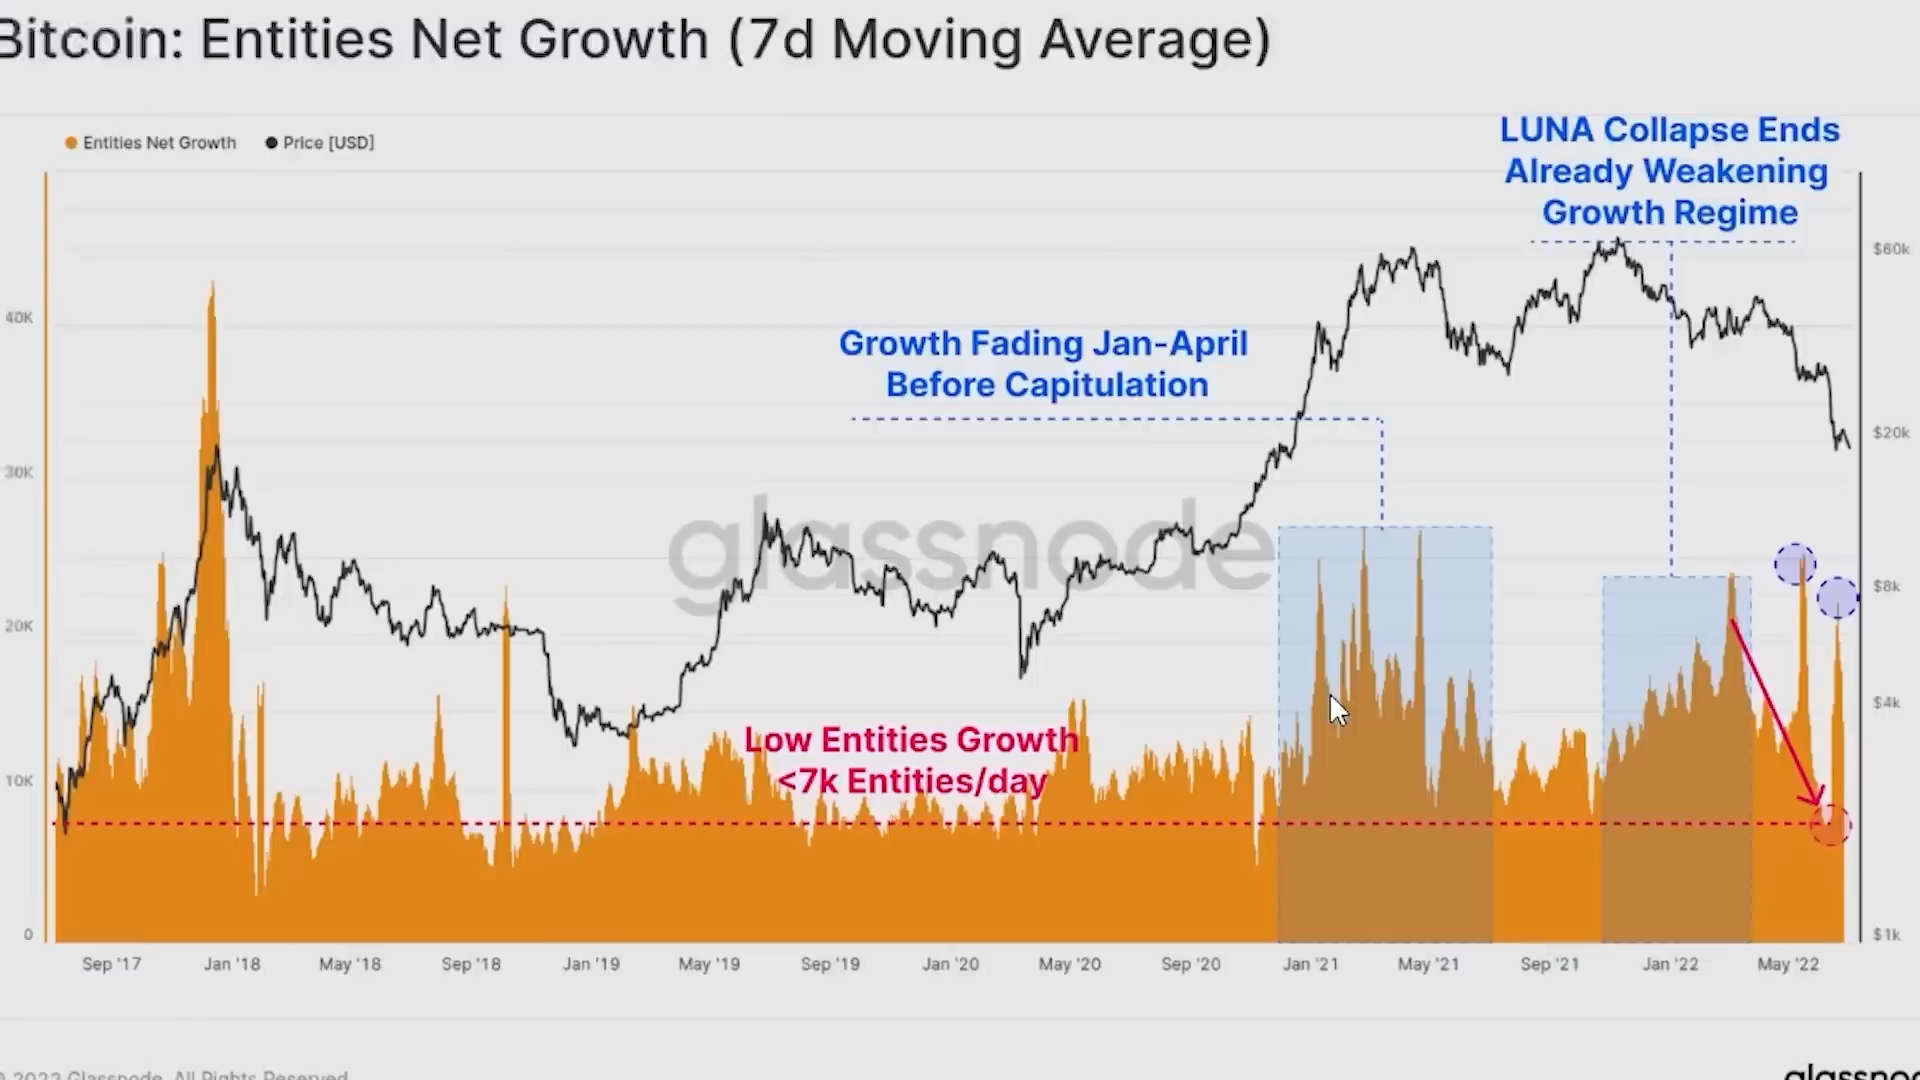 Bitcoin: Entities Net Growth (7d Moving Average)
Entities Net Growth
Price [USD]
LUNA Collapse Ends
Already Weakening
Growth Regime
Growth Fading Jan-April
Before Capitulation
Low Entities Growth
<7k Entities/day
glassnode
40K
30K
20K
10K
0
$60k
$20k
$8k
$4k
$1k
Sep '17
Jan '18
May '18
Sep '18
Jan '19
May '19
Sep '19
Jan '20
May '20
Sep '20
Jan '21
May '21
Sep '21
Jan '22
May '22
© 2022 Glassnode. All Rights Reserved
glassno